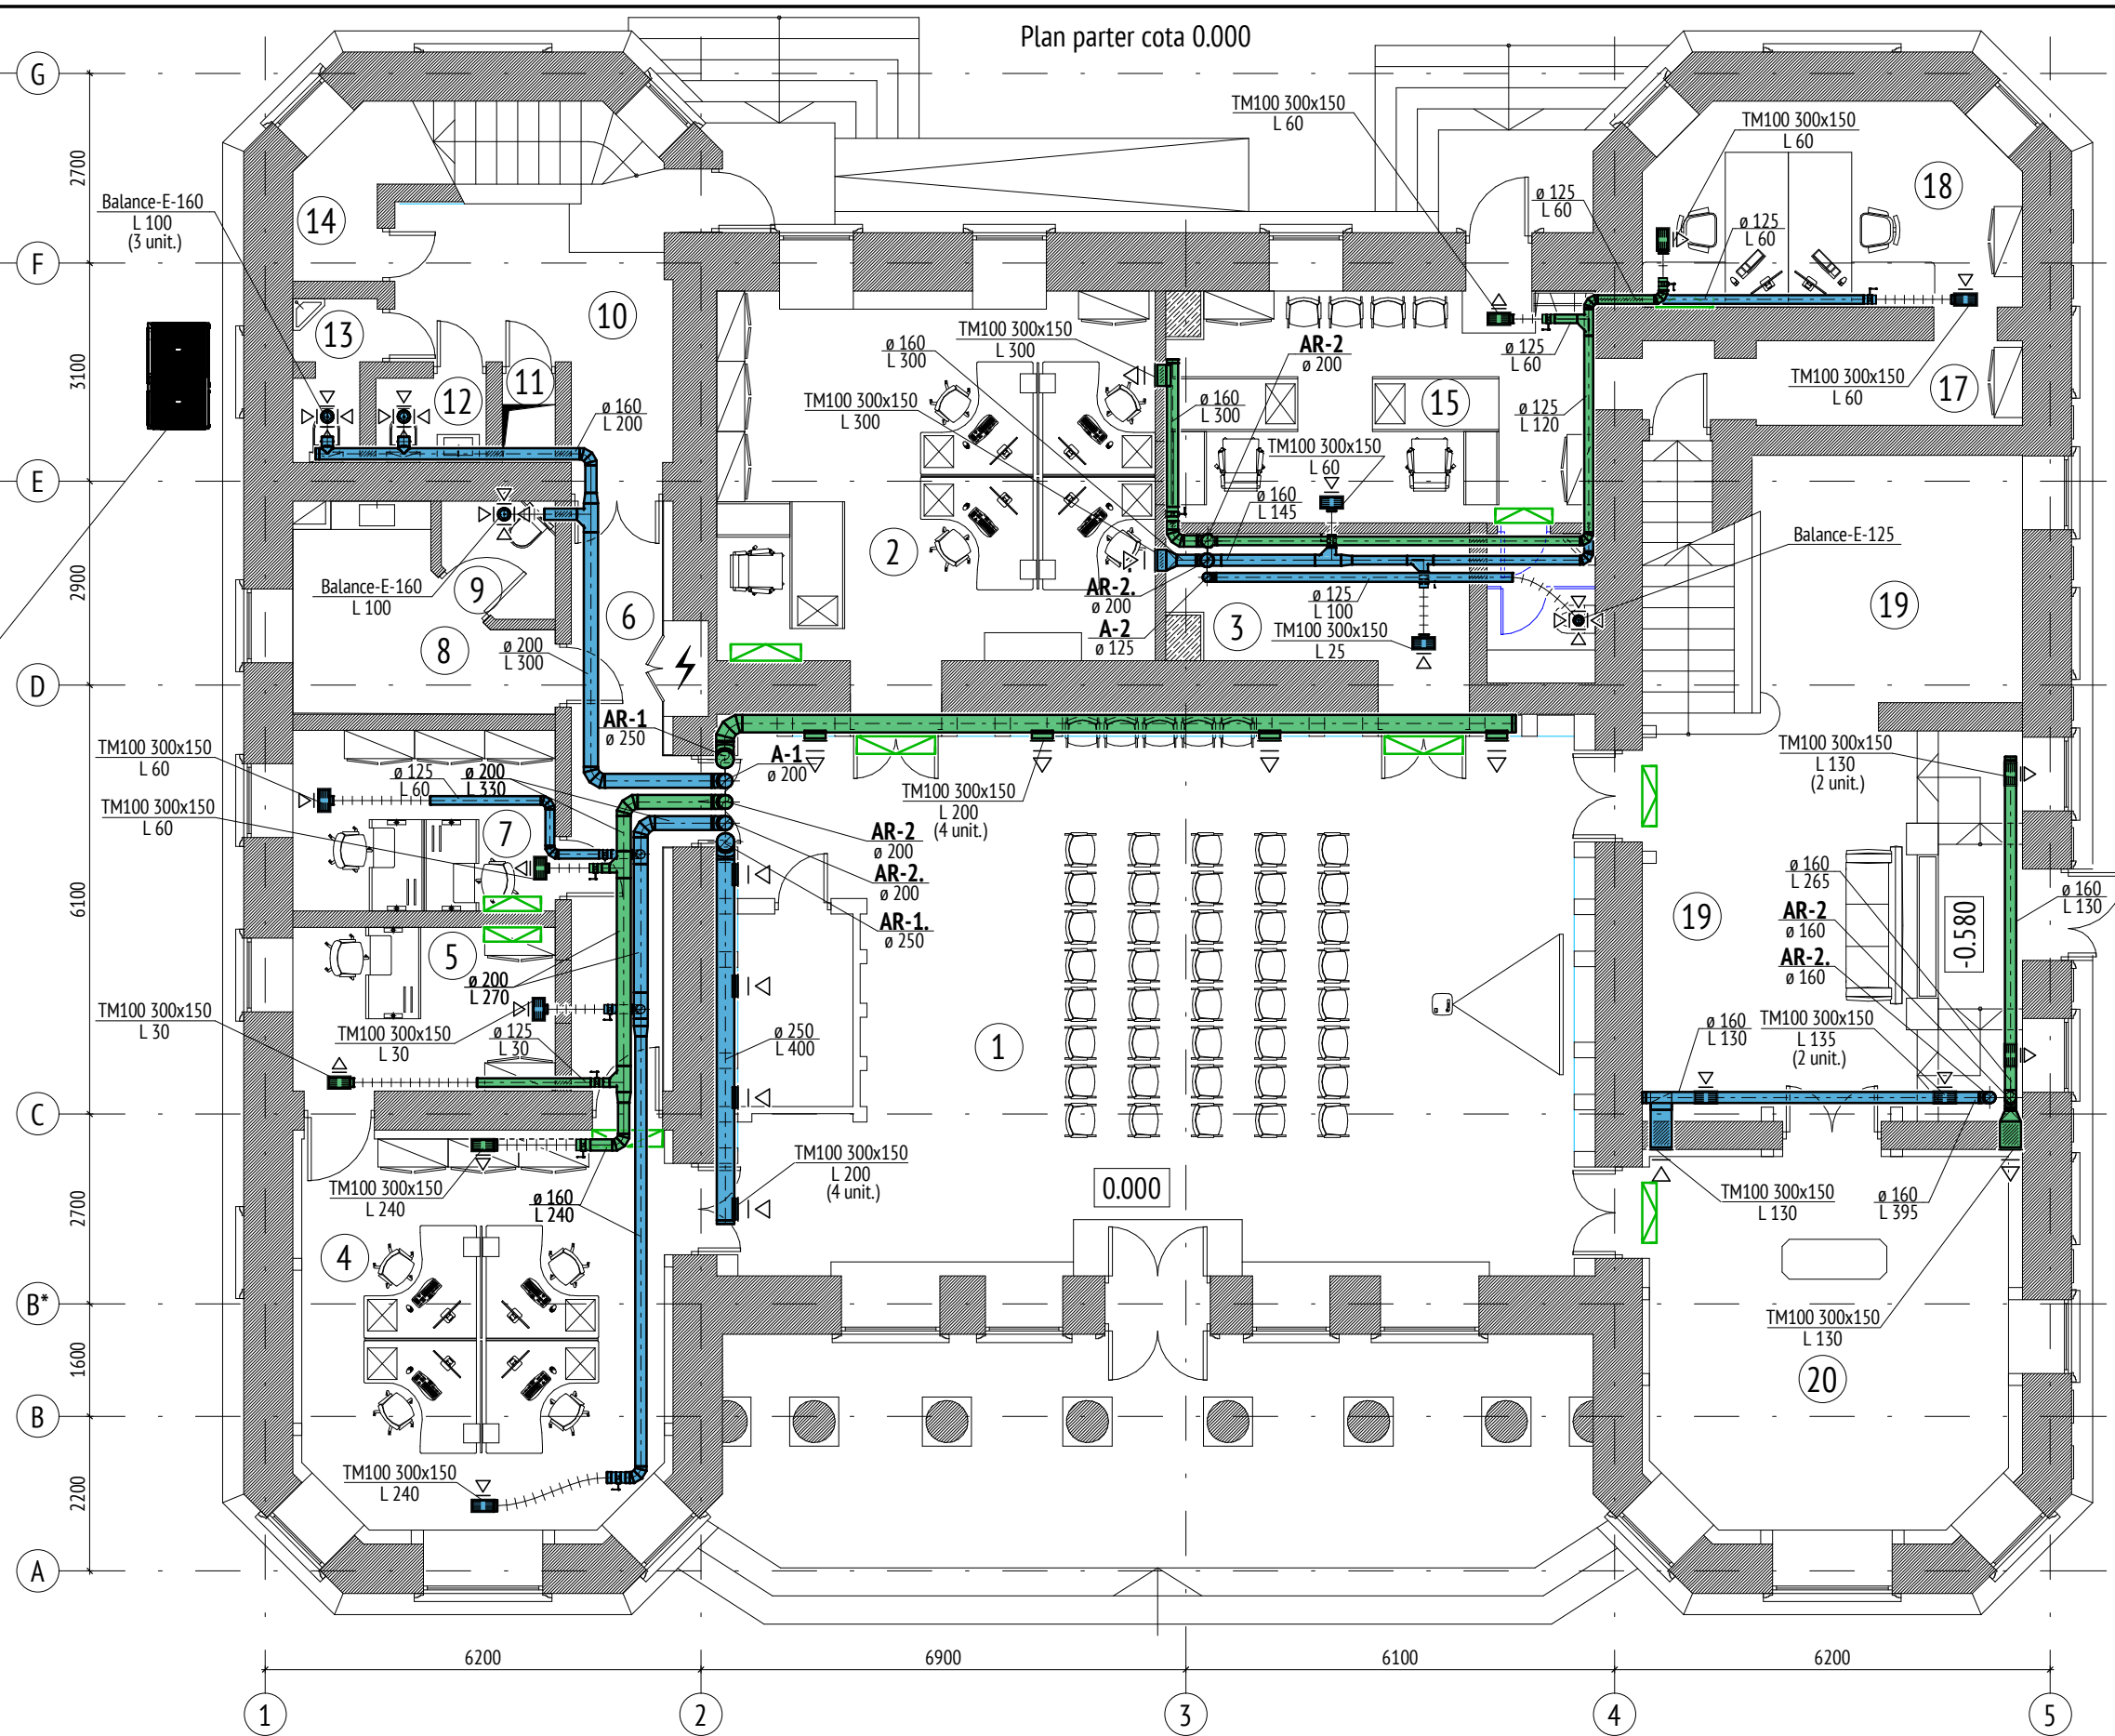 Plan parter cota 0.000
G
F
E
D
C
B*
B
A
2700
3100
2900
6100
2700
1600
2200
Balance-E-160
L 100
(3 unit.)
14
13
12
11
10
ø 160
L 200
Balance-E-160
L 100
9
8
6
ø 200
L 300
AR-1
ø 250
A-1
ø 200
TM100 300x150
L 60
TM100 300x150
L 60
ø 125
L 60
ø 200
L 330
7
5
ø 200
L 270
TM100 300x150
L 30
TM100 300x150
L 30
ø 125
L 30
TM100 300x150
L 240
ø 160
L 240
4
TM100 300x150
L 240
TM100 300x150
L 300
ø 160
L 300
TM100 300x150
L 300
2
ø 160
L 300
AR-2
ø 200
TM100 300x150
L 60
ø 125
L 60
15
ø 125
L 120
TM100 300x150
L 60
ø 160
L 145
AR-2.
ø 200
A-2
ø 125
ø 125
L 100
3
TM100 300x150
L 25
Balance-E-125
TM100 300x150
L 60
ø 125
L 60
ø 125
L 60
18
TM100 300x150
L 60
17
19
TM100 300x150
L 200
(4 unit.)
AR-2
ø 200
AR-2.
ø 200
AR-1.
ø 250
ø 250
L 400
1
TM100 300x150
L 200
(4 unit.)
0.000
TM100 300x150
L 130
(2 unit.)
ø 160
L 265
ø 160
L 130
AR-2
ø 160
AR-2.
ø 160
-0.580
19
ø 160
L 130
TM100 300x150
L 135
(2 unit.)
TM100 300x150
L 130
ø 160
L 395
TM100 300x150
L 130
20
6200
6900
6100
6200
1
2
3
4
5